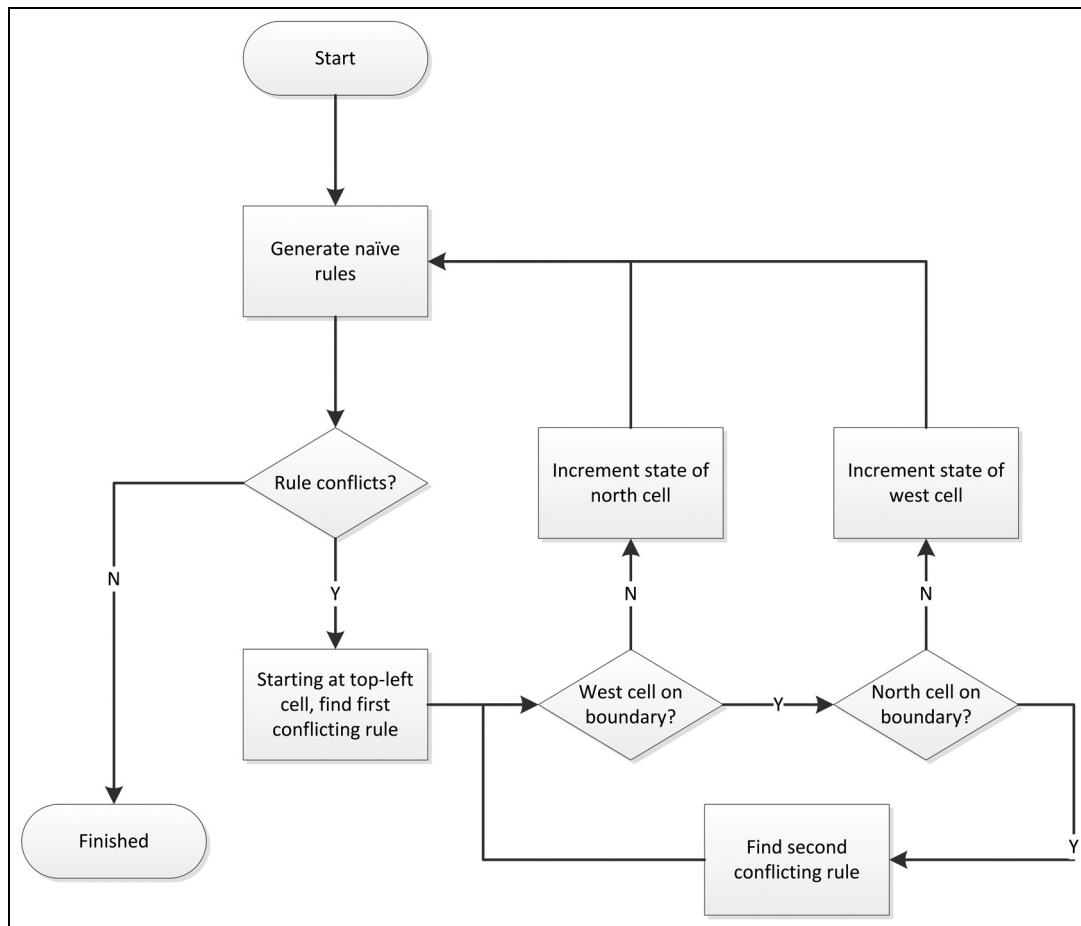 Start
Generate naïve
rules
Rule conflicts?
N
Y
Starting at top-left
cell, find first
conflicting rule
Finished
West cell on
boundary?
N
Increment state of
north cell
Y
North cell on
boundary?
N
Increment state of
west cell
Y
Find second
conflicting rule